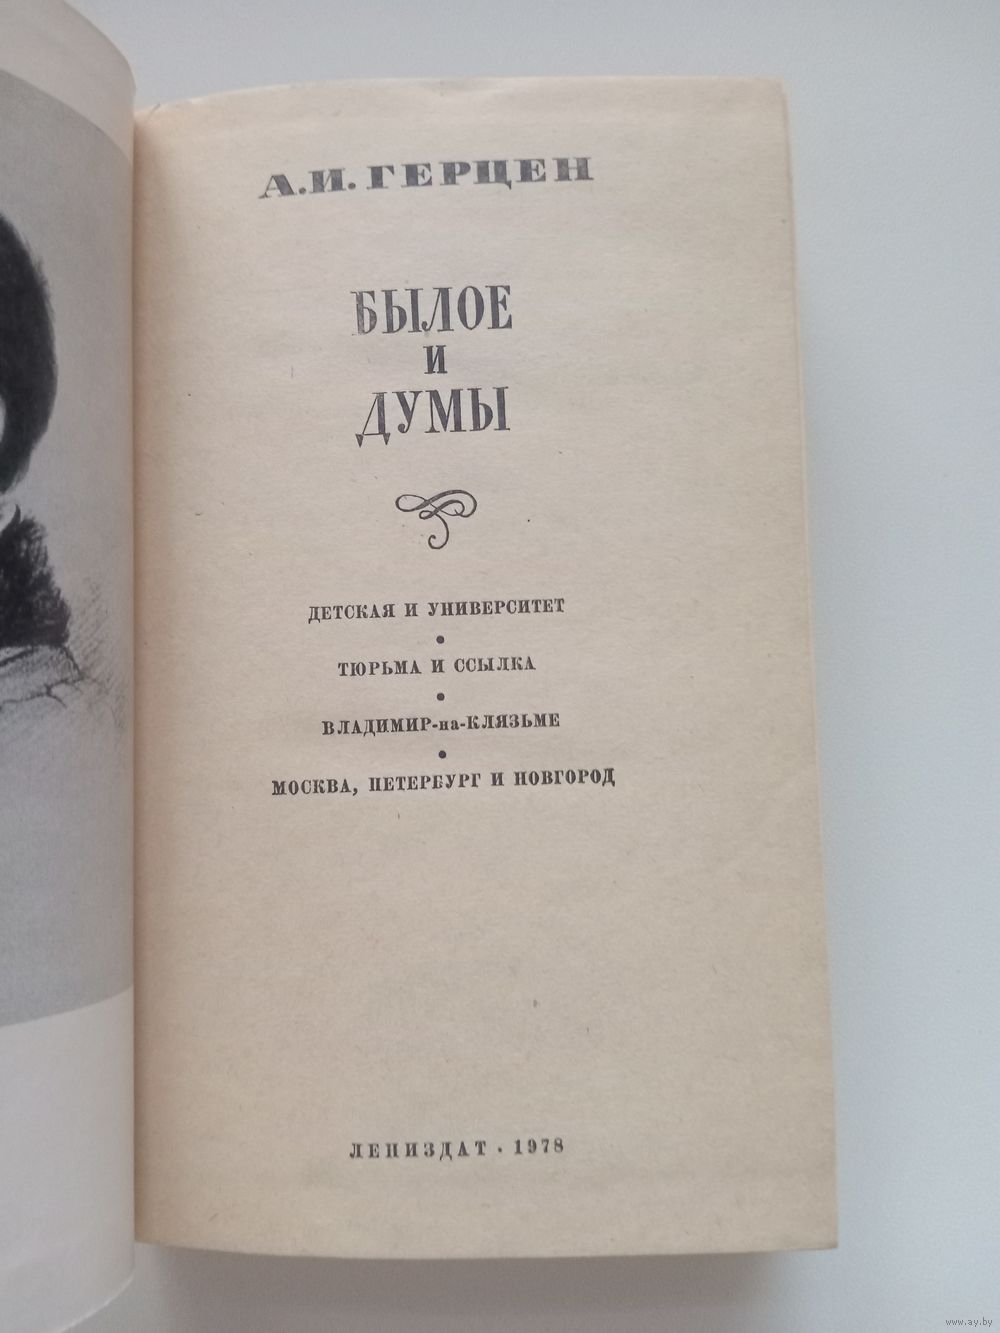 А.И. ГЕРЦЕН
БЫЛОЕ
И
ДУМЫ
ДЕТСКАЯ И УНИВЕРСИТЕТ
•
ТЮРЬМА И ССЫЛКА
•
ВЛАДИМИР-на-КЛЯЗЬМЕ
•
МОСКВА, ПЕТЕРБУРГ И НОВГОРОД
ЛЕНИЗДАТ · 1978
www.ay.by